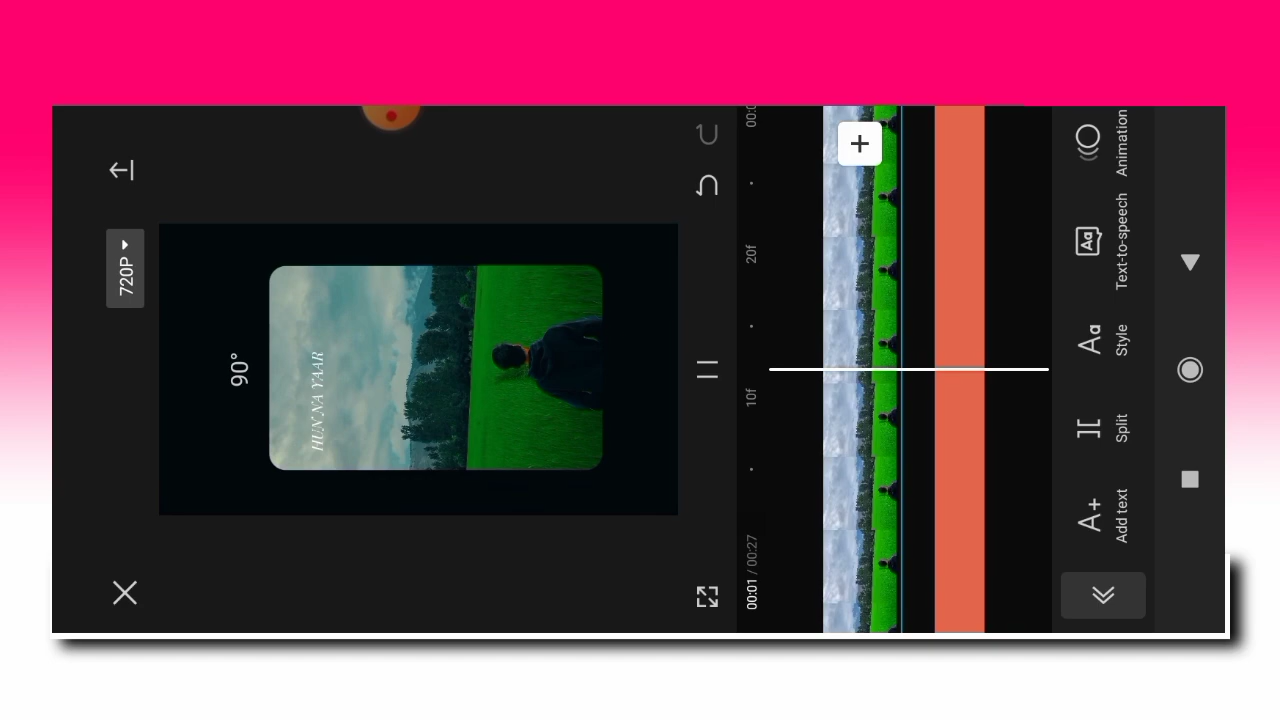 720P
90°
HUN NA YAAR
00:01 / 00:27
10f
20f
Add text
Split
Style
Text-to-speech
Animation